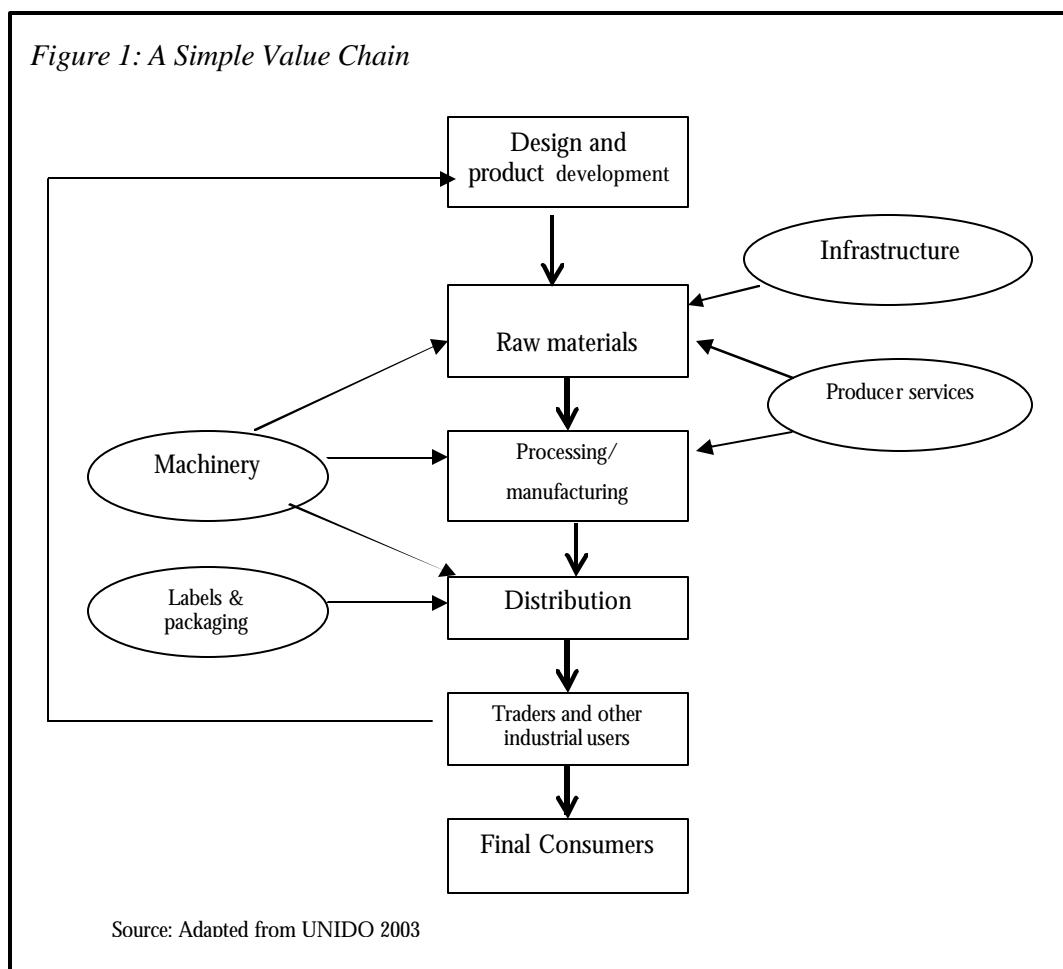 Figure 1: A Simple Value Chain
Design and
product development
Infrastructure
Raw materials
Producer services
Processing/
manufacturing
Machinery
Labels &
packaging
Distribution
Traders and other
industrial users
Final Consumers
Source: Adapted from UNIDO 2003